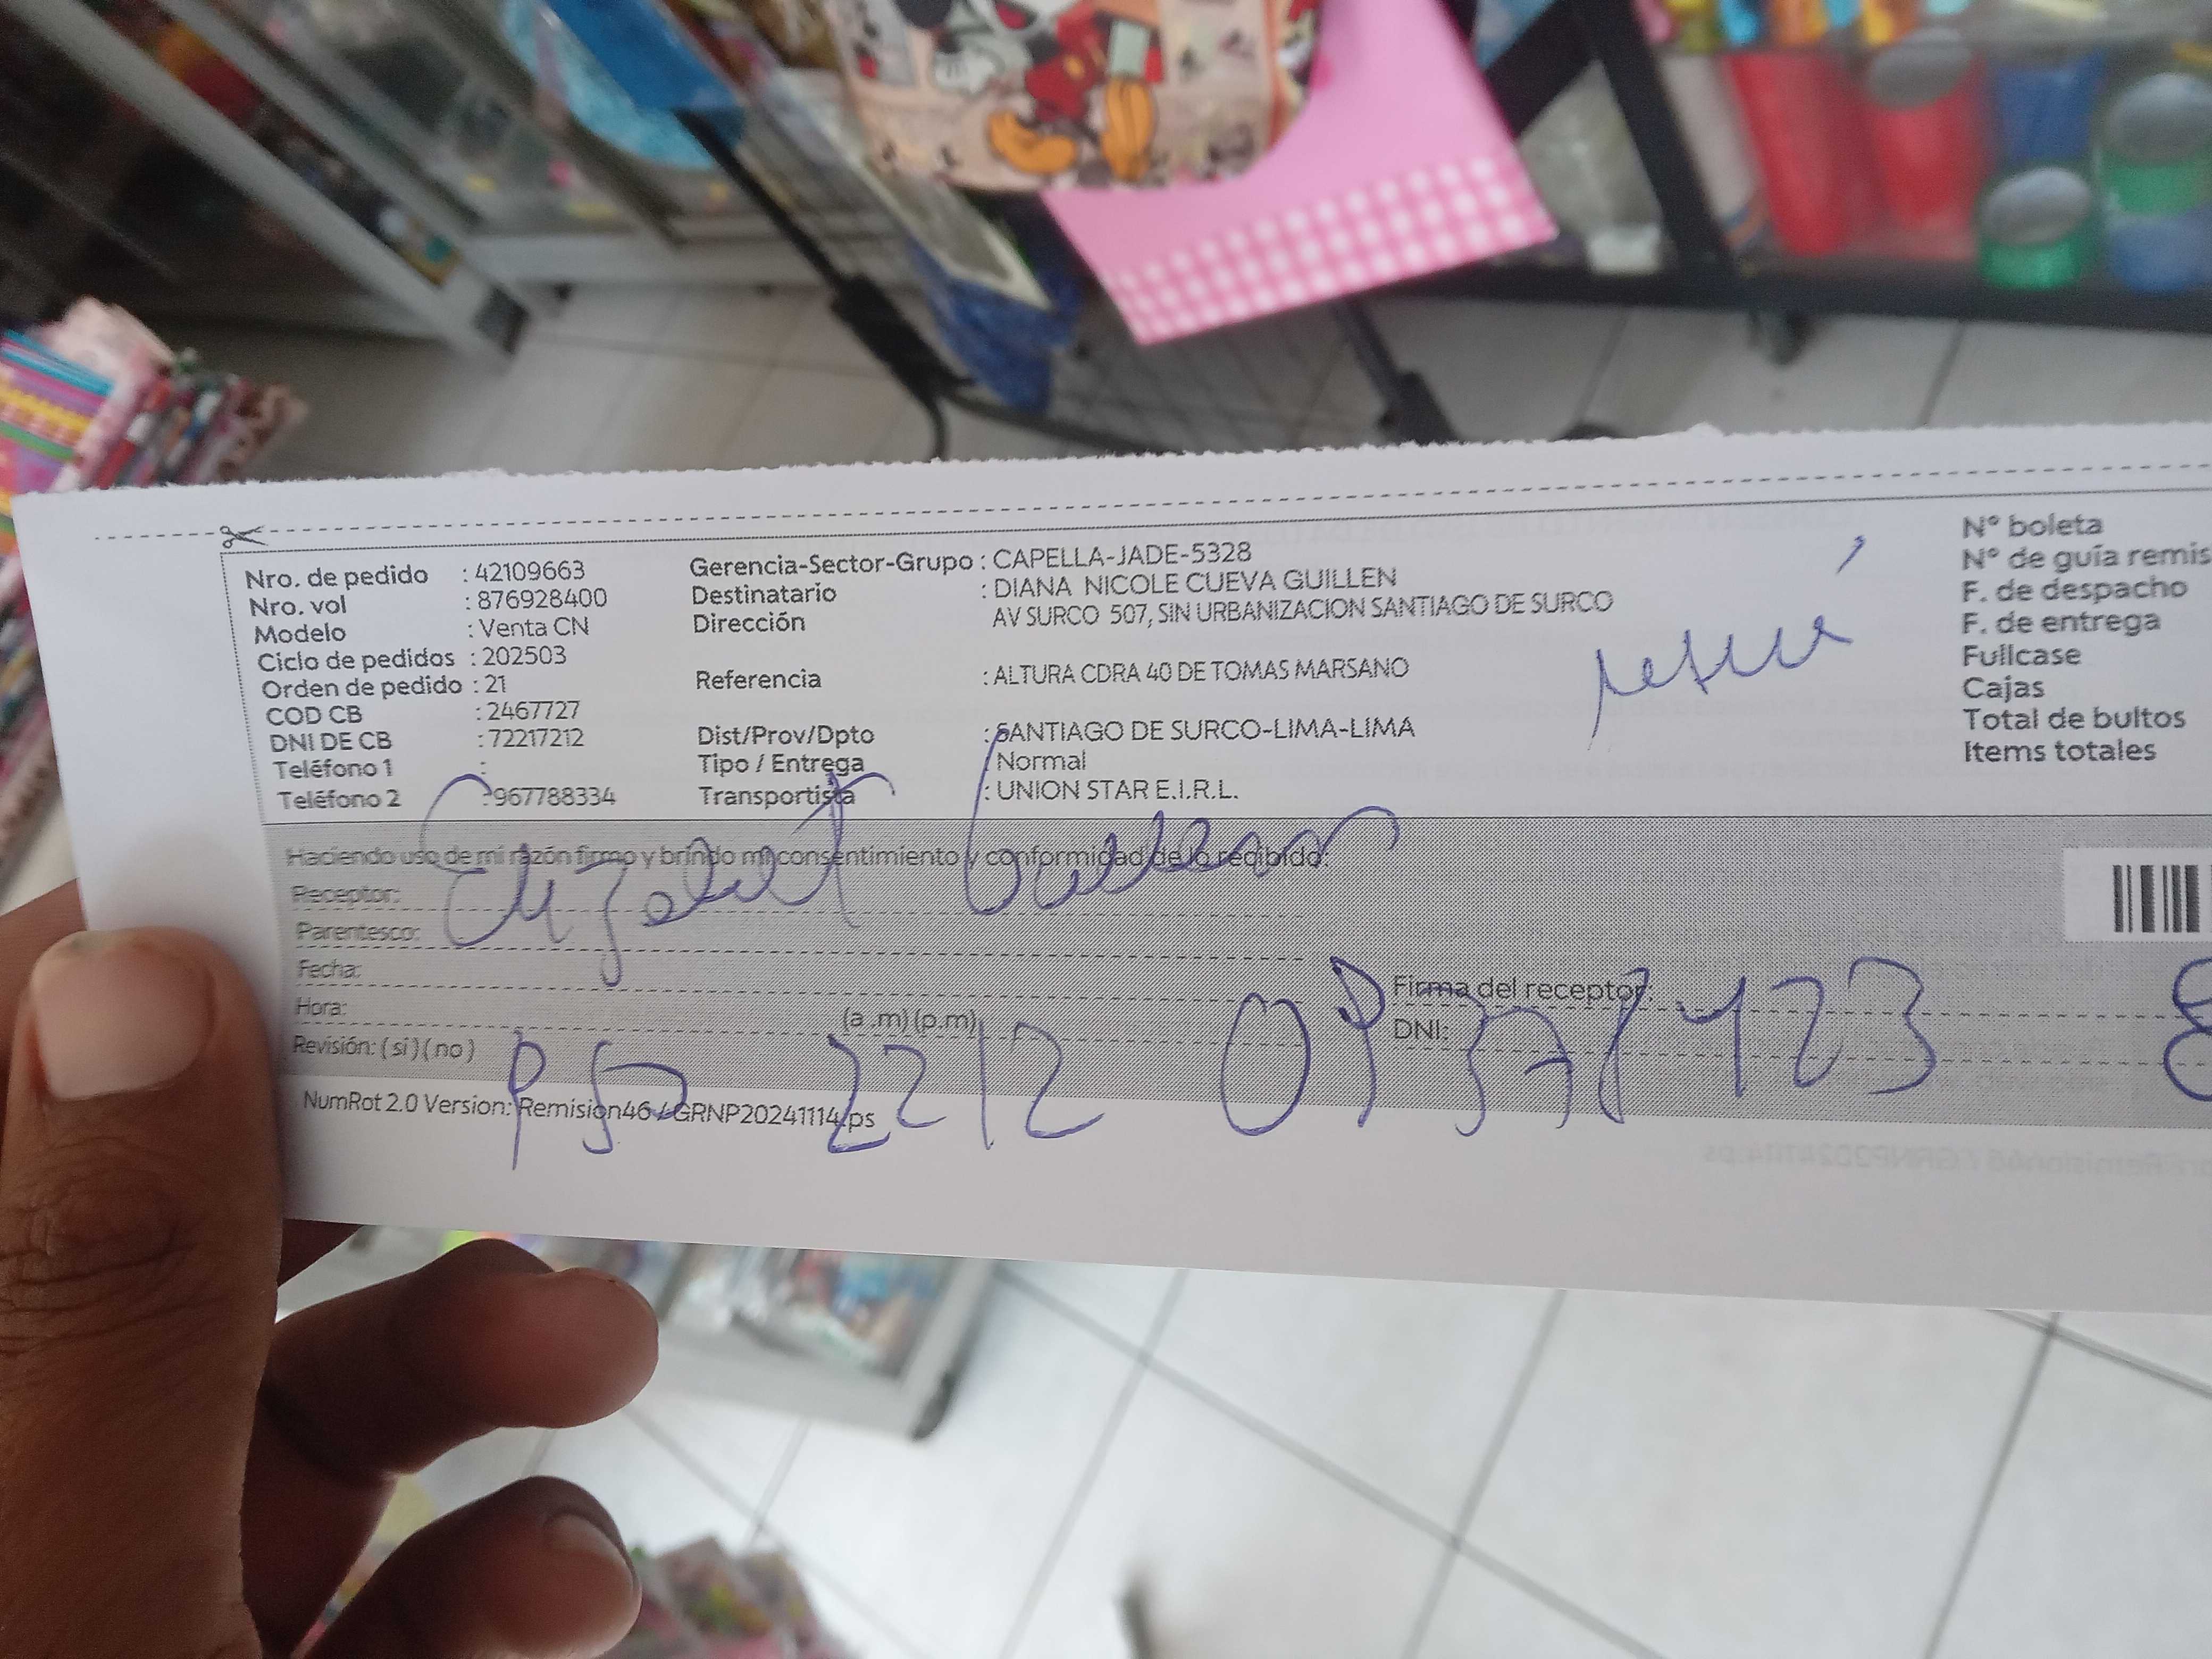 Nro. de pedido : 42109663
Nro. vol : 876928400
Modelo : Venta CN
Ciclo de pedidos : 202503
Orden de pedido : 21
COD CB : 2467727
DNI DE CB : 72217212
Teléfono 1 :
Teléfono 2 : 967788334
Gerencia-Sector-Grupo : CAPELLA-JADE-5328
Destinatario : DIANA NICOLE CUEVA GUILLEN
Dirección AV SURCO 507, SIN URBANIZACION SANTIAGO DE SURCO
Referencia : ALTURA CDRA 40 DE TOMAS MARSANO
Dist/Prov/Dpto : SANTIAGO DE SURCO-LIMA-LIMA
Tipo / Entrega : Normal
Transportista : UNION STAR E.I.R.L.
N° boleta
N° de guía remis
F. de despacho
F. de entrega
Fullcase
Cajas
Total de bultos
Items totales
Haciendo uso de mi razón firmo y brindo mi consentimiento y conformidad de lo recibido:
Receptor:
Parentesco:
Fecha:
Hora: (a .m) (p.m)
Revisión: ( si ) ( no )
Firma del receptor:
DNI:
2212
NumRot 2.0 Version: Remision46 / GRNP20241114.ps